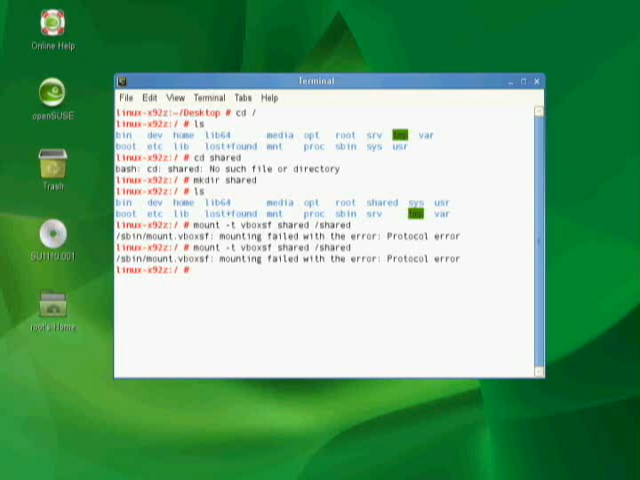 Online Help
openSUSE
Trash
SU1110.001
root's Home
Terminal
File Edit View Terminal Tabs Help
linux-x92z:~/Desktop # cd /
linux-x92z:/ # ls
bin dev home lib64 media opt root srv tmp var
boot etc lib lost+found mnt proc sbin sys usr
linux-x92z:/ # cd shared
bash: cd: shared: No such file or directory
linux-x92z:/ # mkdir shared
linux-x92z:/ # ls
bin dev home lib64 media opt root shared sys usr
boot etc lib lost+found mnt proc sbin srv tmp var
linux-x92z:/ # mount -t vboxsf shared /shared
/sbin/mount.vboxsf: mounting failed with the error: Protocol error
linux-x92z:/ # mount -t vboxsf shared /shared
/sbin/mount.vboxsf: mounting failed with the error: Protocol error
linux-x92z:/ #